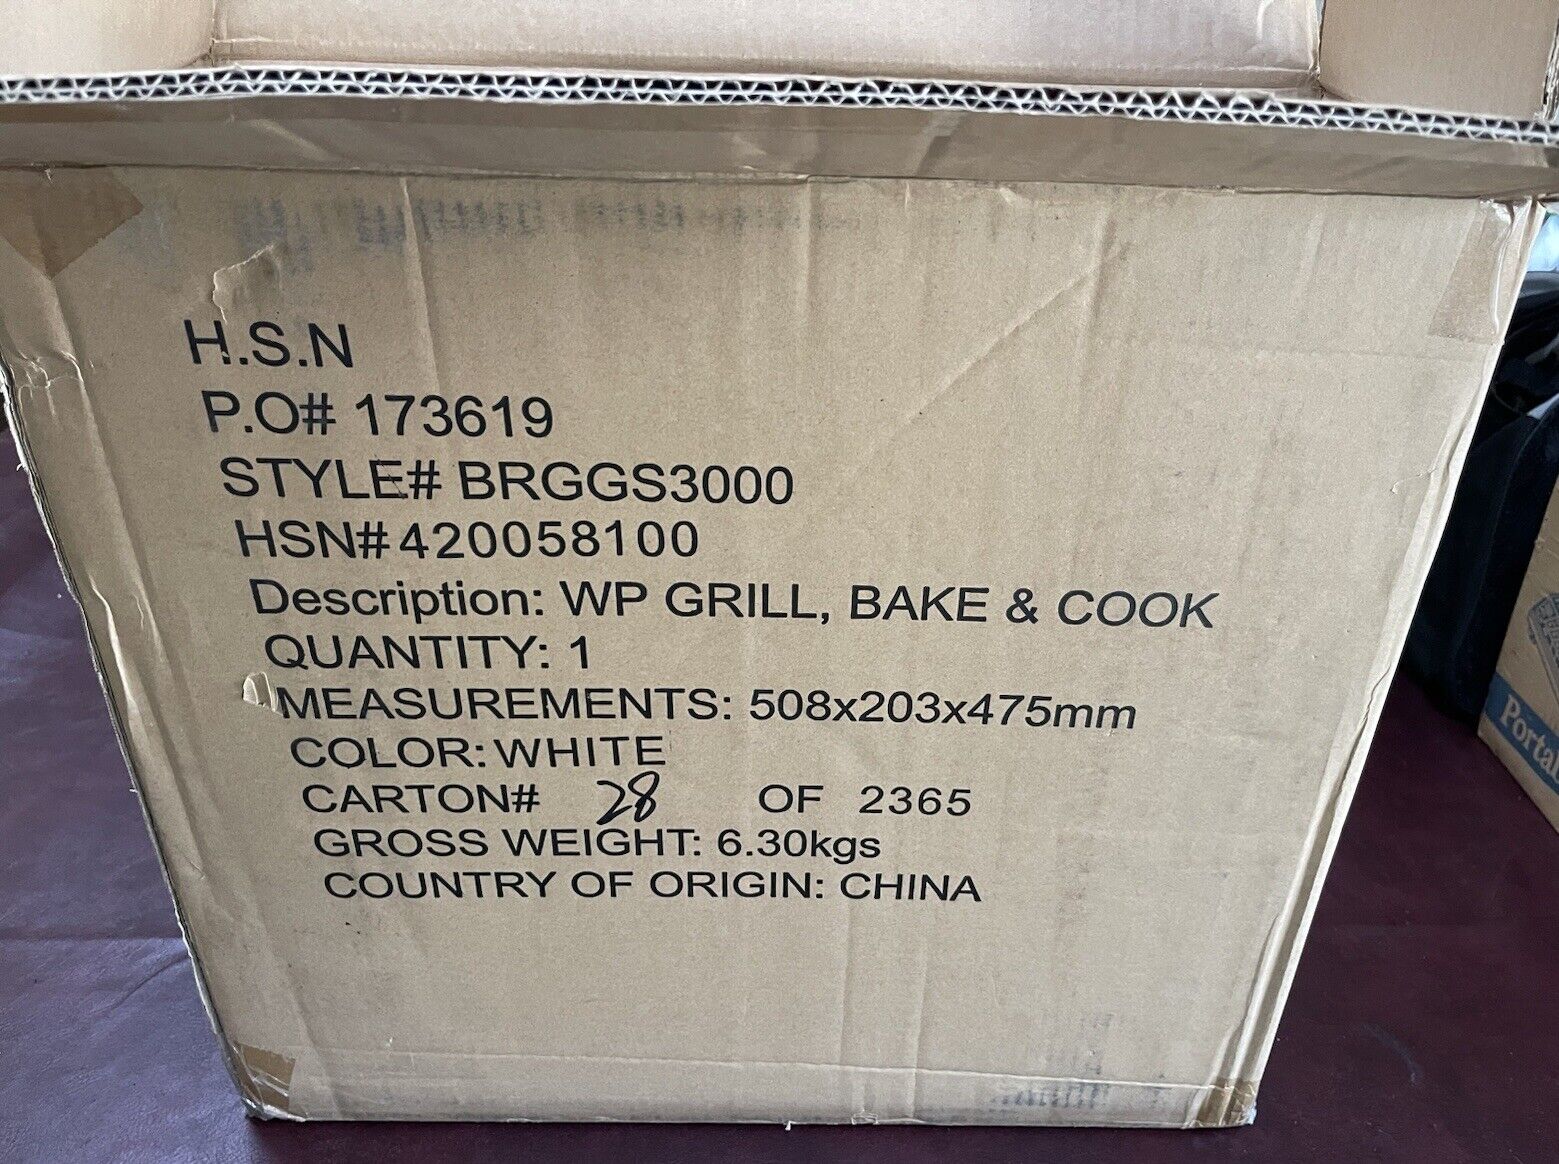 H.S.N
P.O# 173619
STYLE# BRGGS3000
HSN#420058100
Description: WP GRILL, BAKE & COOK
QUANTITY: 1
MEASUREMENTS: 508x203x475mm
COLOR: WHITE
CARTON# 28 OF 2365
GROSS WEIGHT: 6.30kgs
COUNTRY OF ORIGIN: CHINA